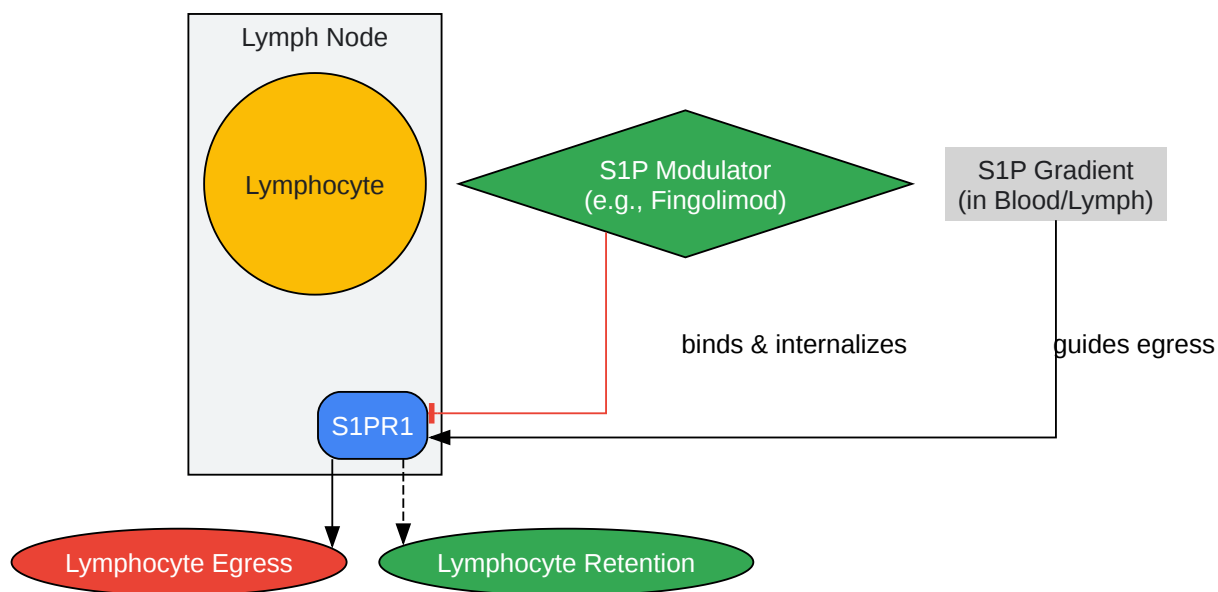 Lymph Node
Lymphocyte
S1P Modulator
(e.g., Fingolimod)
S1P Gradient
(in Blood/Lymph)
binds & internalizes
guides egress
S1PR1
Lymphocyte Egress
Lymphocyte Retention